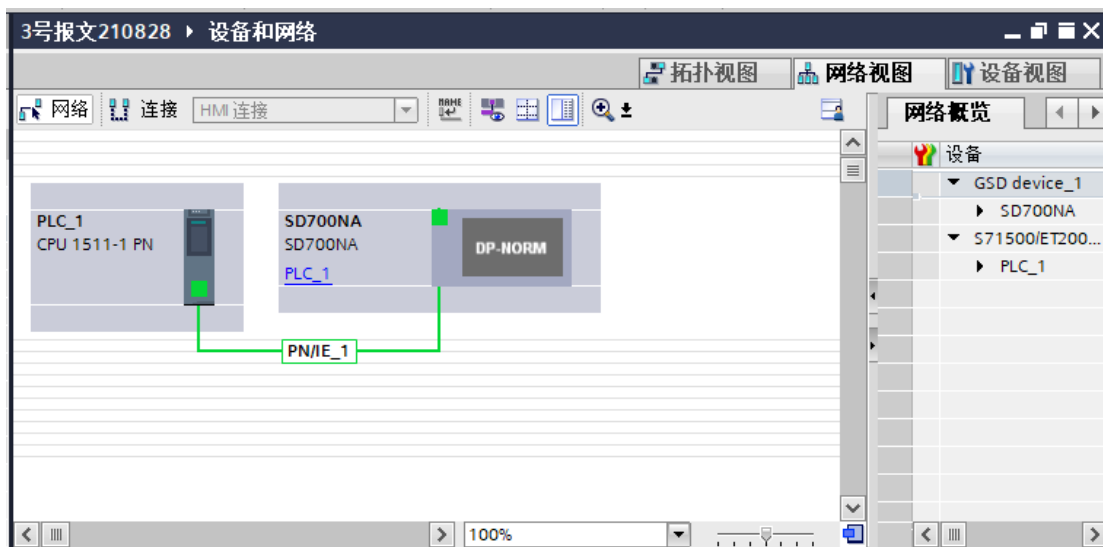 3号报文210828 ▸ 设备和网络
拓扑视图 网络视图 设备视图
网络 连接 HMI 连接
NAME
网络概览
设备
GSD device_1
SD700NA
S71500/ET200...
PLC_1
PLC_1
CPU 1511-1 PN
SD700NA
SD700NA
PLC_1
DP-NORM
PN/IE_1
100%